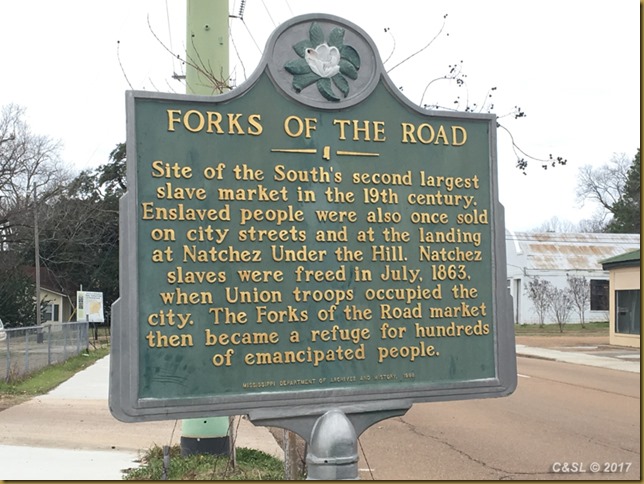 FORKS OF THE ROAD
Site of the South's second largest
slave market in the 19th century.
Enslaved people were also once sold
on city streets and at the landing
at Natchez Under the Hill. Natchez
slaves were freed in July, 1863,
when Union troops occupied the
city. The Forks of the Road market
then became a refuge for hundreds
of emancipated people.
MISSISSIPPI DEPARTMENT OF ARCHIVES AND HISTORY,
C&SL © 2017